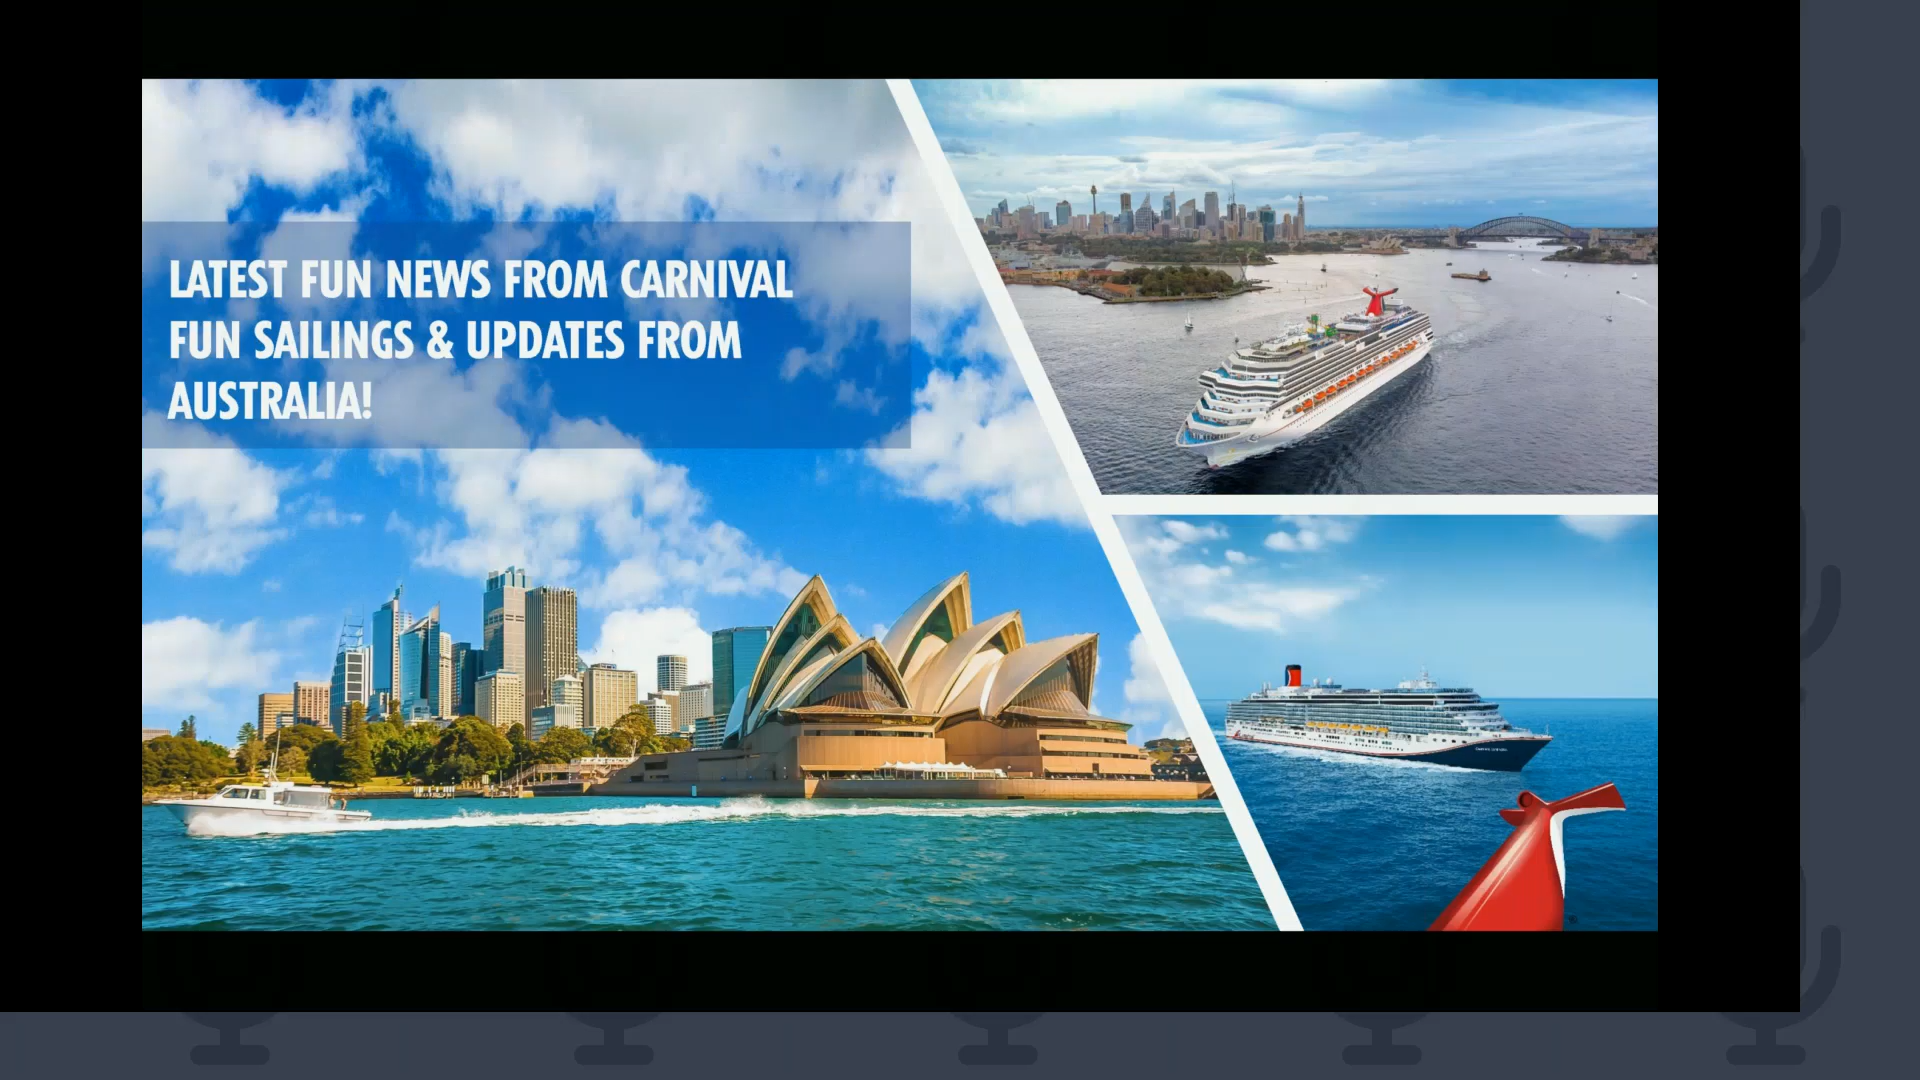 LATEST FUN NEWS FROM CARNIVAL
FUN SAILINGS & UPDATES FROM
AUSTRALIA!